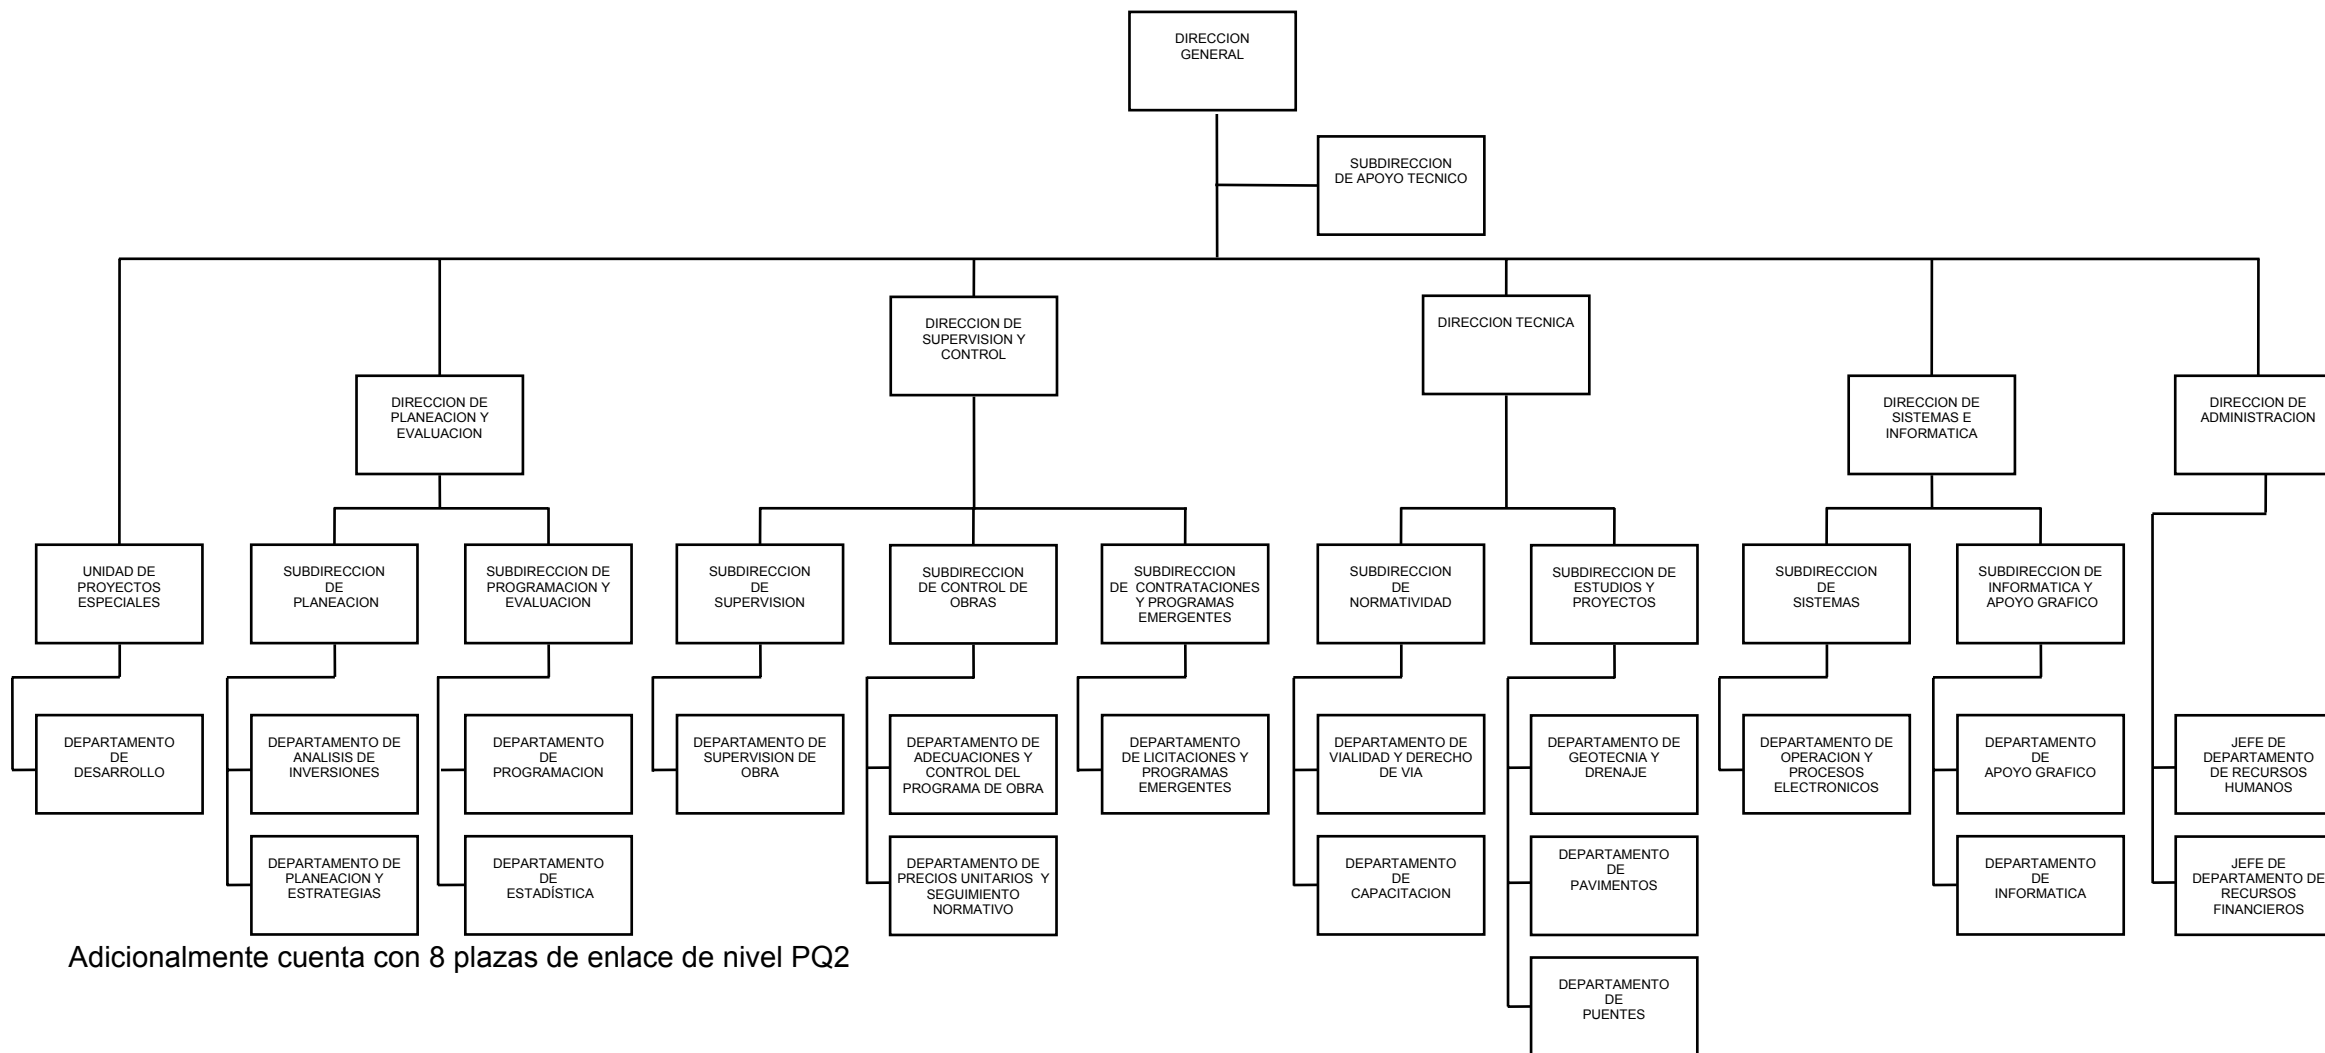 DIRECCION
GENERAL
SUBDIRECCION
DE APOYO TECNICO
DIRECCION DE
SUPERVISION Y
CONTROL
DIRECCION TECNICA
DIRECCION DE
PLANEACION Y
EVALUACION
DIRECCION DE
SISTEMAS E
INFORMATICA
DIRECCION DE
ADMINISTRACION
UNIDAD DE
PROYECTOS
ESPECIALES
SUBDIRECCION
DE
PLANEACION
SUBDIRECCION DE
PROGRAMACION Y
EVALUACION
SUBDIRECCION
DE
SUPERVISION
SUBDIRECCION
DE CONTROL DE
OBRAS
SUBDIRECCION
DE CONTRATACIONES
Y PROGRAMAS
EMERGENTES
SUBDIRECCION
DE
NORMATIVIDAD
SUBDIRECCION DE
ESTUDIOS Y
PROYECTOS
SUBDIRECCION
DE
SISTEMAS
SUBDIRECCION DE
INFORMATICA Y
APOYO GRAFICO
DEPARTAMENTO
DE
DESARROLLO
DEPARTAMENTO DE
ANALISIS DE
INVERSIONES
DEPARTAMENTO
DE
PROGRAMACION
DEPARTAMENTO DE
SUPERVISION DE
OBRA
DEPARTAMENTO DE
ADECUACIONES Y
CONTROL DEL
PROGRAMA DE OBRA
DEPARTAMENTO
DE LICITACIONES Y
PROGRAMAS
EMERGENTES
DEPARTAMENTO DE
VIALIDAD Y DERECHO
DE VIA
DEPARTAMENTO DE
GEOTECNIA Y
DRENAJE
DEPARTAMENTO DE
OPERACION Y
PROCESOS
ELECTRONICOS
DEPARTAMENTO
DE
APOYO GRAFICO
JEFE DE
DEPARTAMENTO
DE RECURSOS
HUMANOS
DEPARTAMENTO DE
PLANEACION Y
ESTRATEGIAS
DEPARTAMENTO
DE
ESTADÍSTICA
DEPARTAMENTO DE
PRECIOS UNITARIOS Y
SEGUIMIENTO
NORMATIVO
DEPARTAMENTO
DE
CAPACITACION
DEPARTAMENTO
DE
PAVIMENTOS
DEPARTAMENTO
DE
INFORMATICA
JEFE DE
DEPARTAMENTO DE
RECURSOS
FINANCIEROS
Adicionalmente cuenta con 8 plazas de enlace de nivel PQ2
DEPARTAMENTO
DE
PUENTES